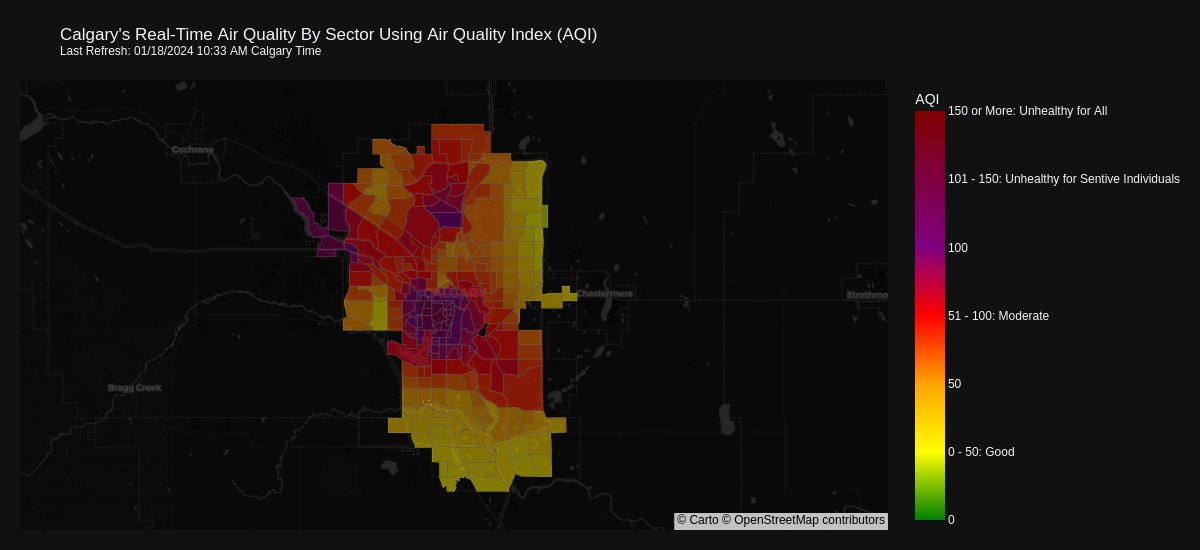 Calgary's Real-Time Air Quality By Sector Using Air Quality Index (AQI)
Last Refresh: 01/18/2024 10:33 AM Calgary Time
AQI
150 or More: Unhealthy for All
Cochrane
101 - 150: Unhealthy for Sentive Individuals
100
CALGARY
Chestermere
Strathmo
51 - 100: Moderate
50
Bragg Creek
0 - 50: Good
0
© Carto © OpenStreetMap contributors